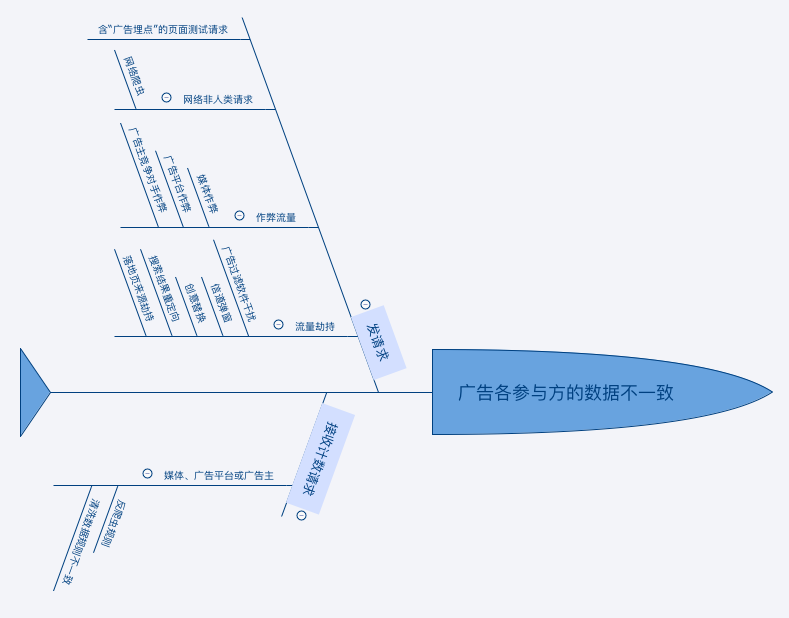 含“广告埋点”的页面测试请求
网络爬虫
网络非人类请求
广告主竞争对手作弊
广告平台作弊
媒体作弊
作弊流量
落地页来源劫持
搜索结果重定向
创意替换
信道弹窗
广告过滤软件干扰
流量劫持
发请求
广告各参与方的数据不一致
接收计数请求
媒体、广告平台或广告主
清洗数据规则不一致
反爬虫规则